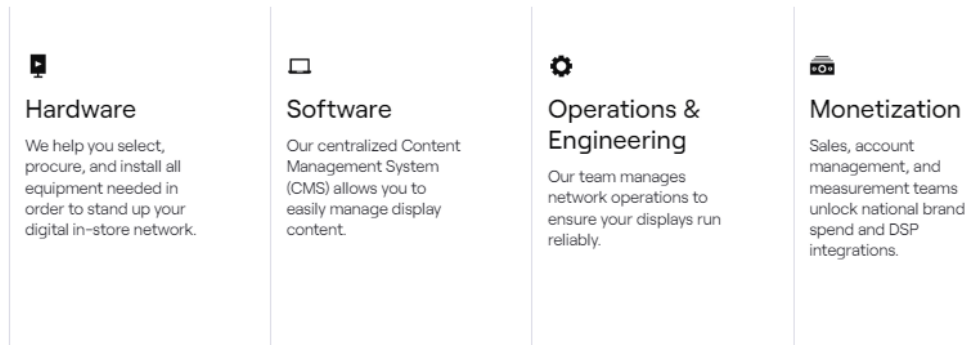 Hardware
We help you select,
procure, and install all
equipment needed in
order to stand up your
digital in-store network.
Software
Our centralized Content
Management System
(CMS) allows you to
easily manage display
content.
Operations &
Engineering
Our team manages
network operations to
ensure your displays run
reliably.
Monetization
Sales, account
management, and
measurement teams
unlock national brand
spend and DSP
integrations.